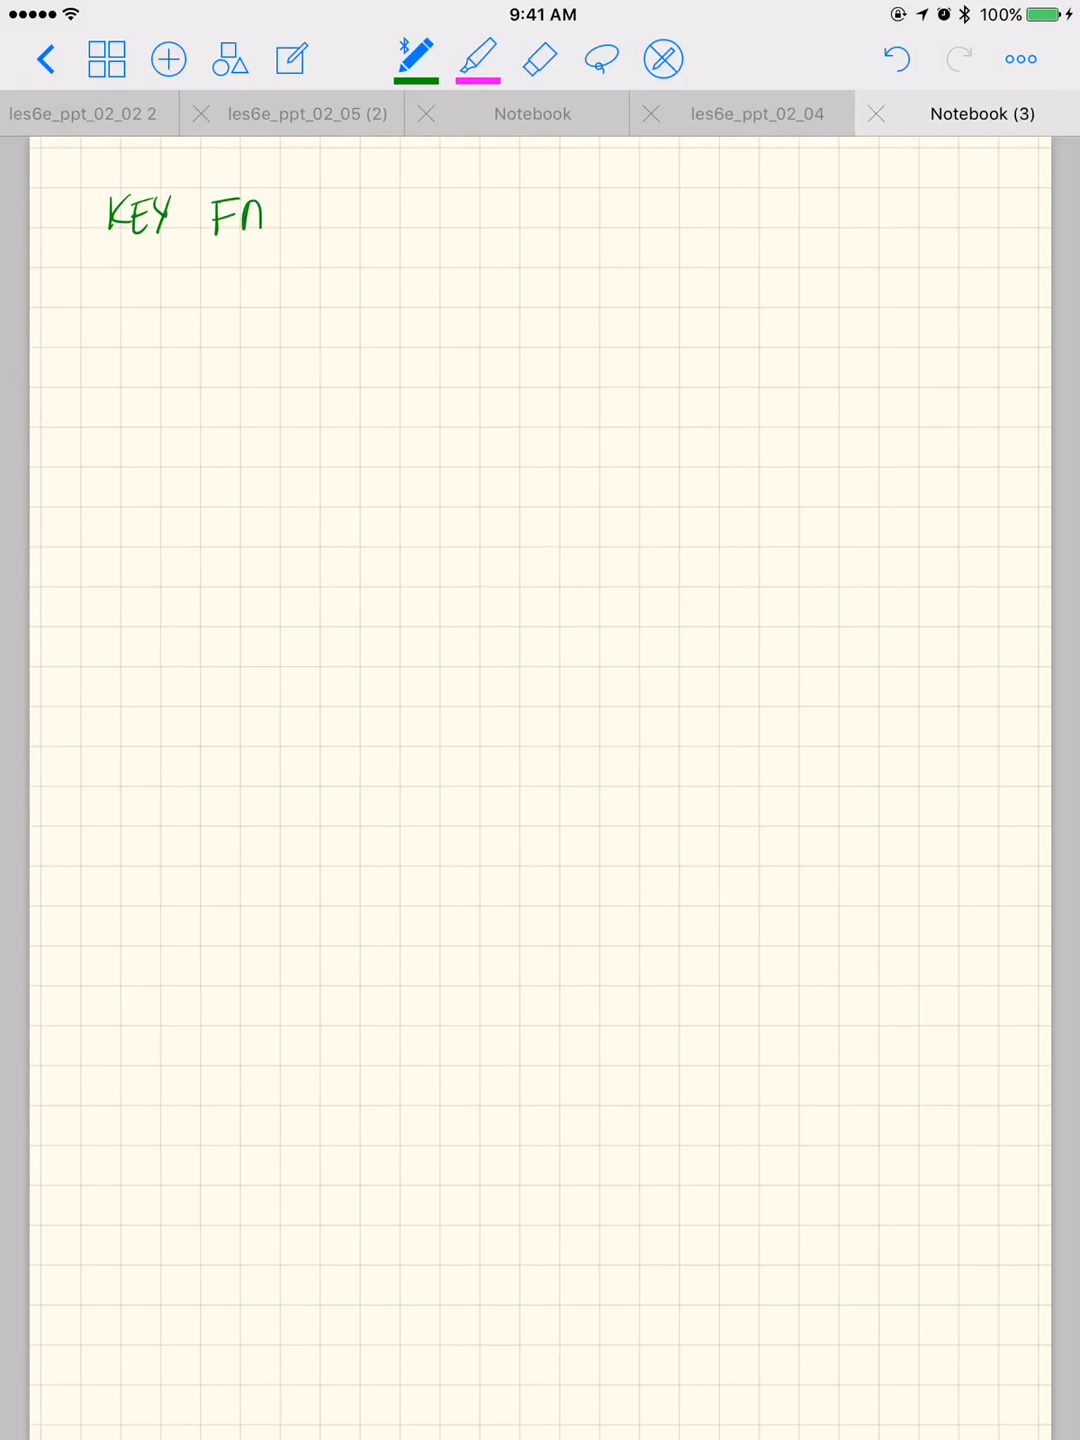 9:41 AM 100%
les6e_ppt_02_02 2 les6e_ppt_02_05 (2) Notebook les6e_ppt_02_04 Notebook (3)
KEY FN